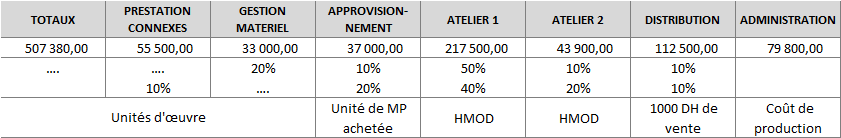 TOTAUX PRESTATION CONNEXES GESTION MATERIEL APPROVISION-NEMENT ATELIER 1 ATELIER 2 DISTRIBUTION ADMINISTRATION
507 380,00 55 500,00 33 000,00 37 000,00 217 500,00 43 900,00 112 500,00 79 800,00
.... .... 20% 10% 50% 10% 10%
10% .... 20% 40% 20% 10%
Unités d'œuvre Unité de MP achetée HMOD HMOD 1000 DH de vente Coût de production